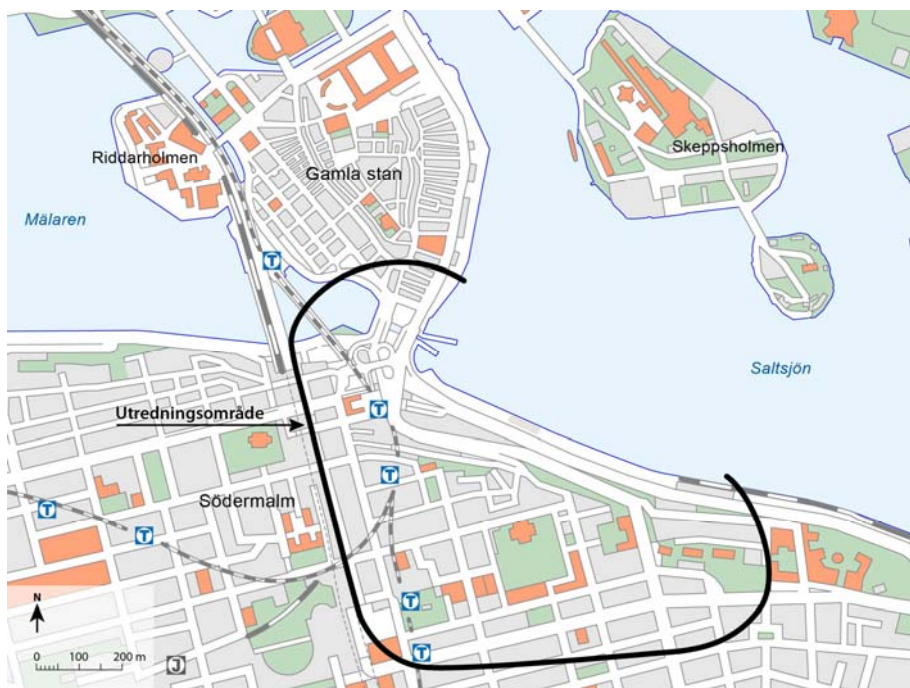 Riddarholmen
Gamla stan
Skeppsholmen
Mälaren
T
Saltsjön
Utredningsområde
T
T
Södermalm
T
T
T
T
N
0 100 200 m
J